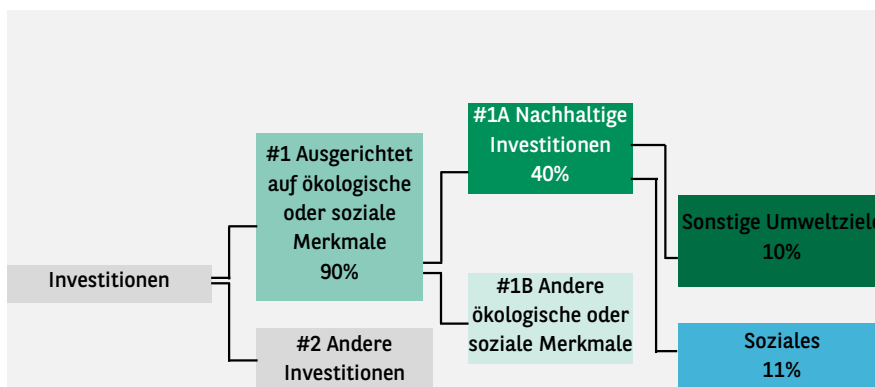 Investitionen
#1 Ausgerichtet
auf ökologische
oder soziale
Merkmale
90%
#2 Andere
Investitionen
#1A Nachhaltige
Investitionen
40%
#1B Andere
ökologische oder
soziale Merkmale
Sonstige Umweltziele
10%
Soziales
11%